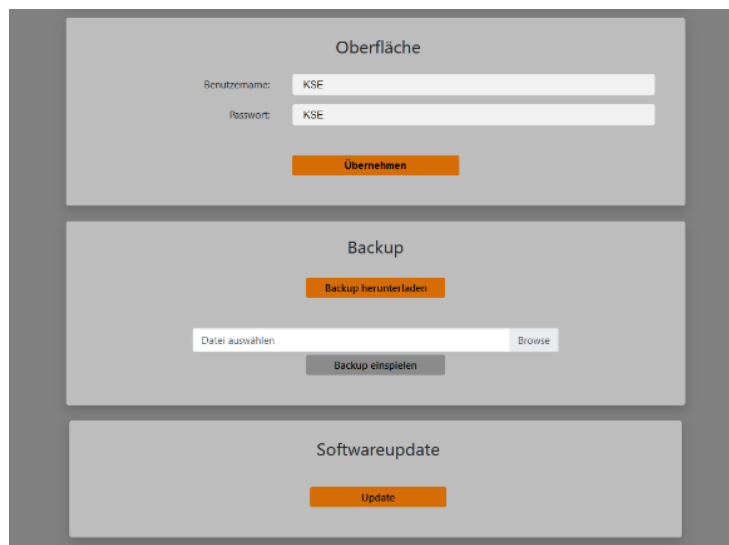 Oberfläche
Benutzername: KSE
Passwort: KSE
Übernehmen
Backup
Backup herunterladen
Datei auswählen Browse
Backup einspielen
Softwareupdate
Update